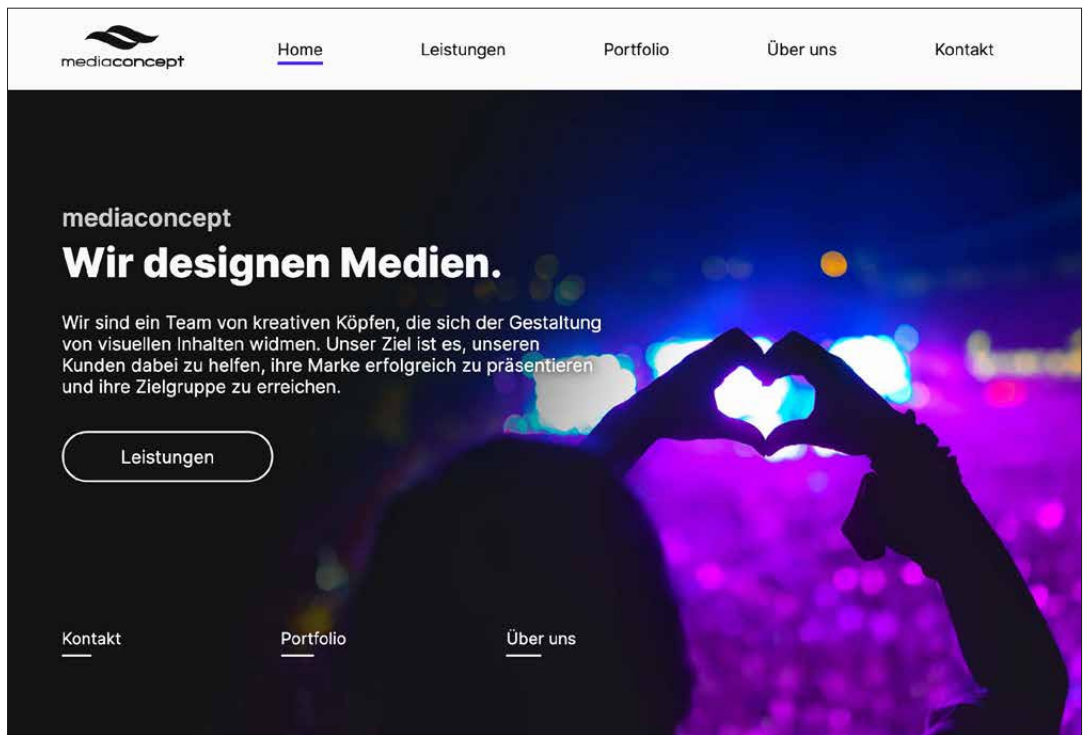 mediaconcept
Home
Leistungen
Portfolio
Über uns
Kontakt
mediaconcept
Wir designen Medien.
Wir sind ein Team von kreativen Köpfen, die sich der Gestaltung
von visuellen Inhalten widmen. Unser Ziel ist es, unseren
Kunden dabei zu helfen, ihre Marke erfolgreich zu präsentieren
und ihre Zielgruppe zu erreichen.
Leistungen
Kontakt
Portfolio
Über uns